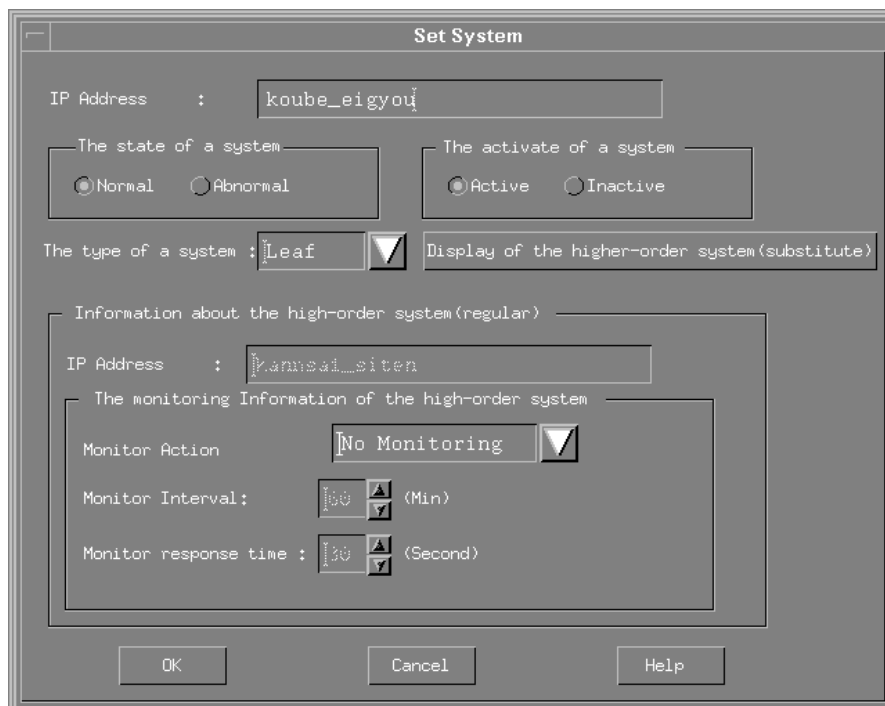 Set System
IP Address : koube_eigyou
The state of a system
Normal Abnormal
The activate of a system
Active Inactive
The type of a system : Leaf
Display of the higher-order system(substitute)
Information about the high-order system(regular)
IP Address : kannsai_siten
The monitoring Information of the high-order system
Monitor Action No Monitoring
Monitor Interval: (Min)
Monitor response time : 30 (Second)
OK Cancel Help